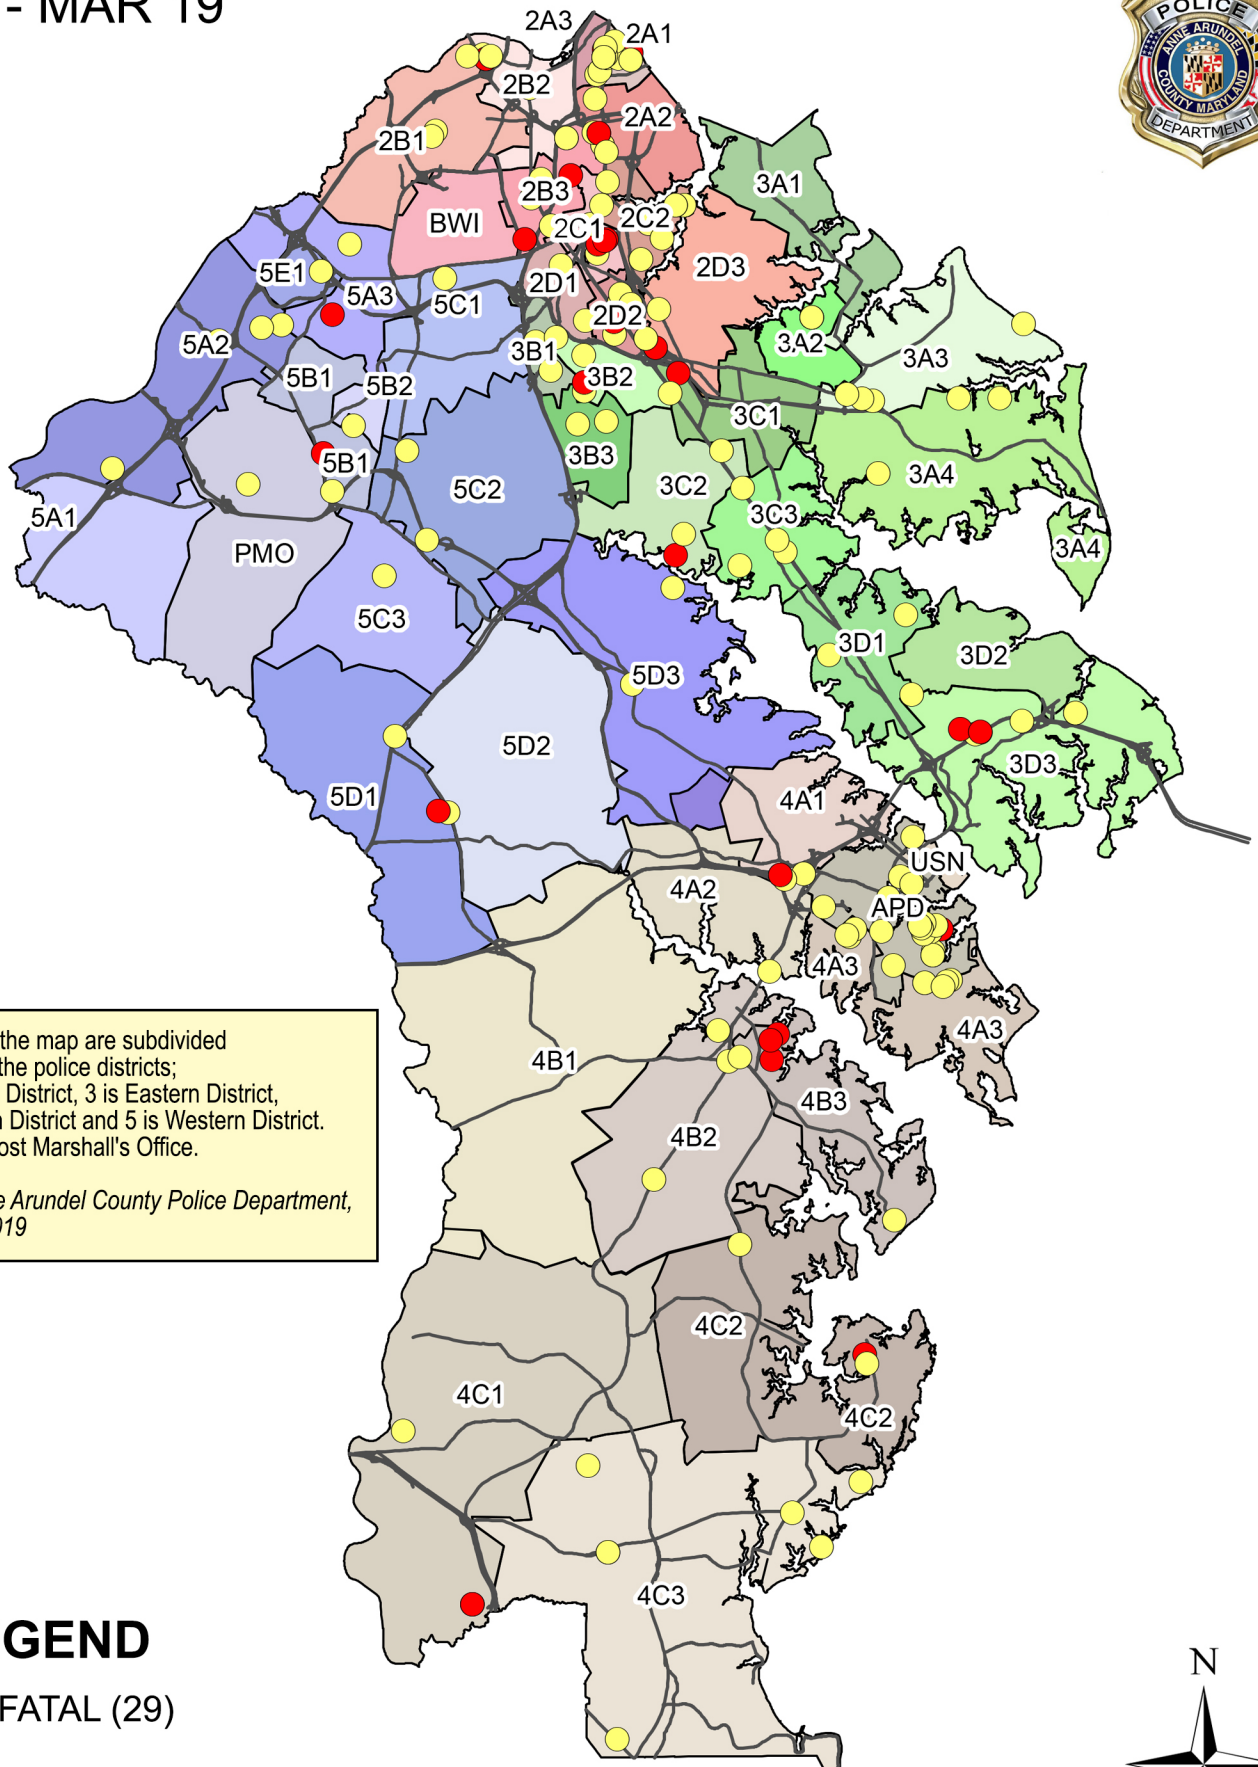 - MAR 19
POLICE
ANNE ARUNDEL
COUNTY MARYLAND
DEPARTMENT
2A3
2A1
2B2
2A2
2B1
3A1
2B3
BWI
2C2
2C1
5E1
2D3
2D1
5A3
5C1
2D2
5A2
3A2
3B1
3A3
5B1
5B2
3B2
3C1
3B3
5B1
3A4
5C2
3C2
5A1
3C3
PMO
3A4
5C3
3D1
3D2
5D3
5D2
3D3
5D1
4A1
USN
4A2
APD
4A3
4A3
the map are subdivided
the police districts;
District, 3 is Eastern District,
District and 5 is Western District.
ost Marshall's Office.
e Arundel County Police Department,
019
4B1
4B3
4B2
4C2
4C1
4C2
4C3
GEND
FATAL (29)
N